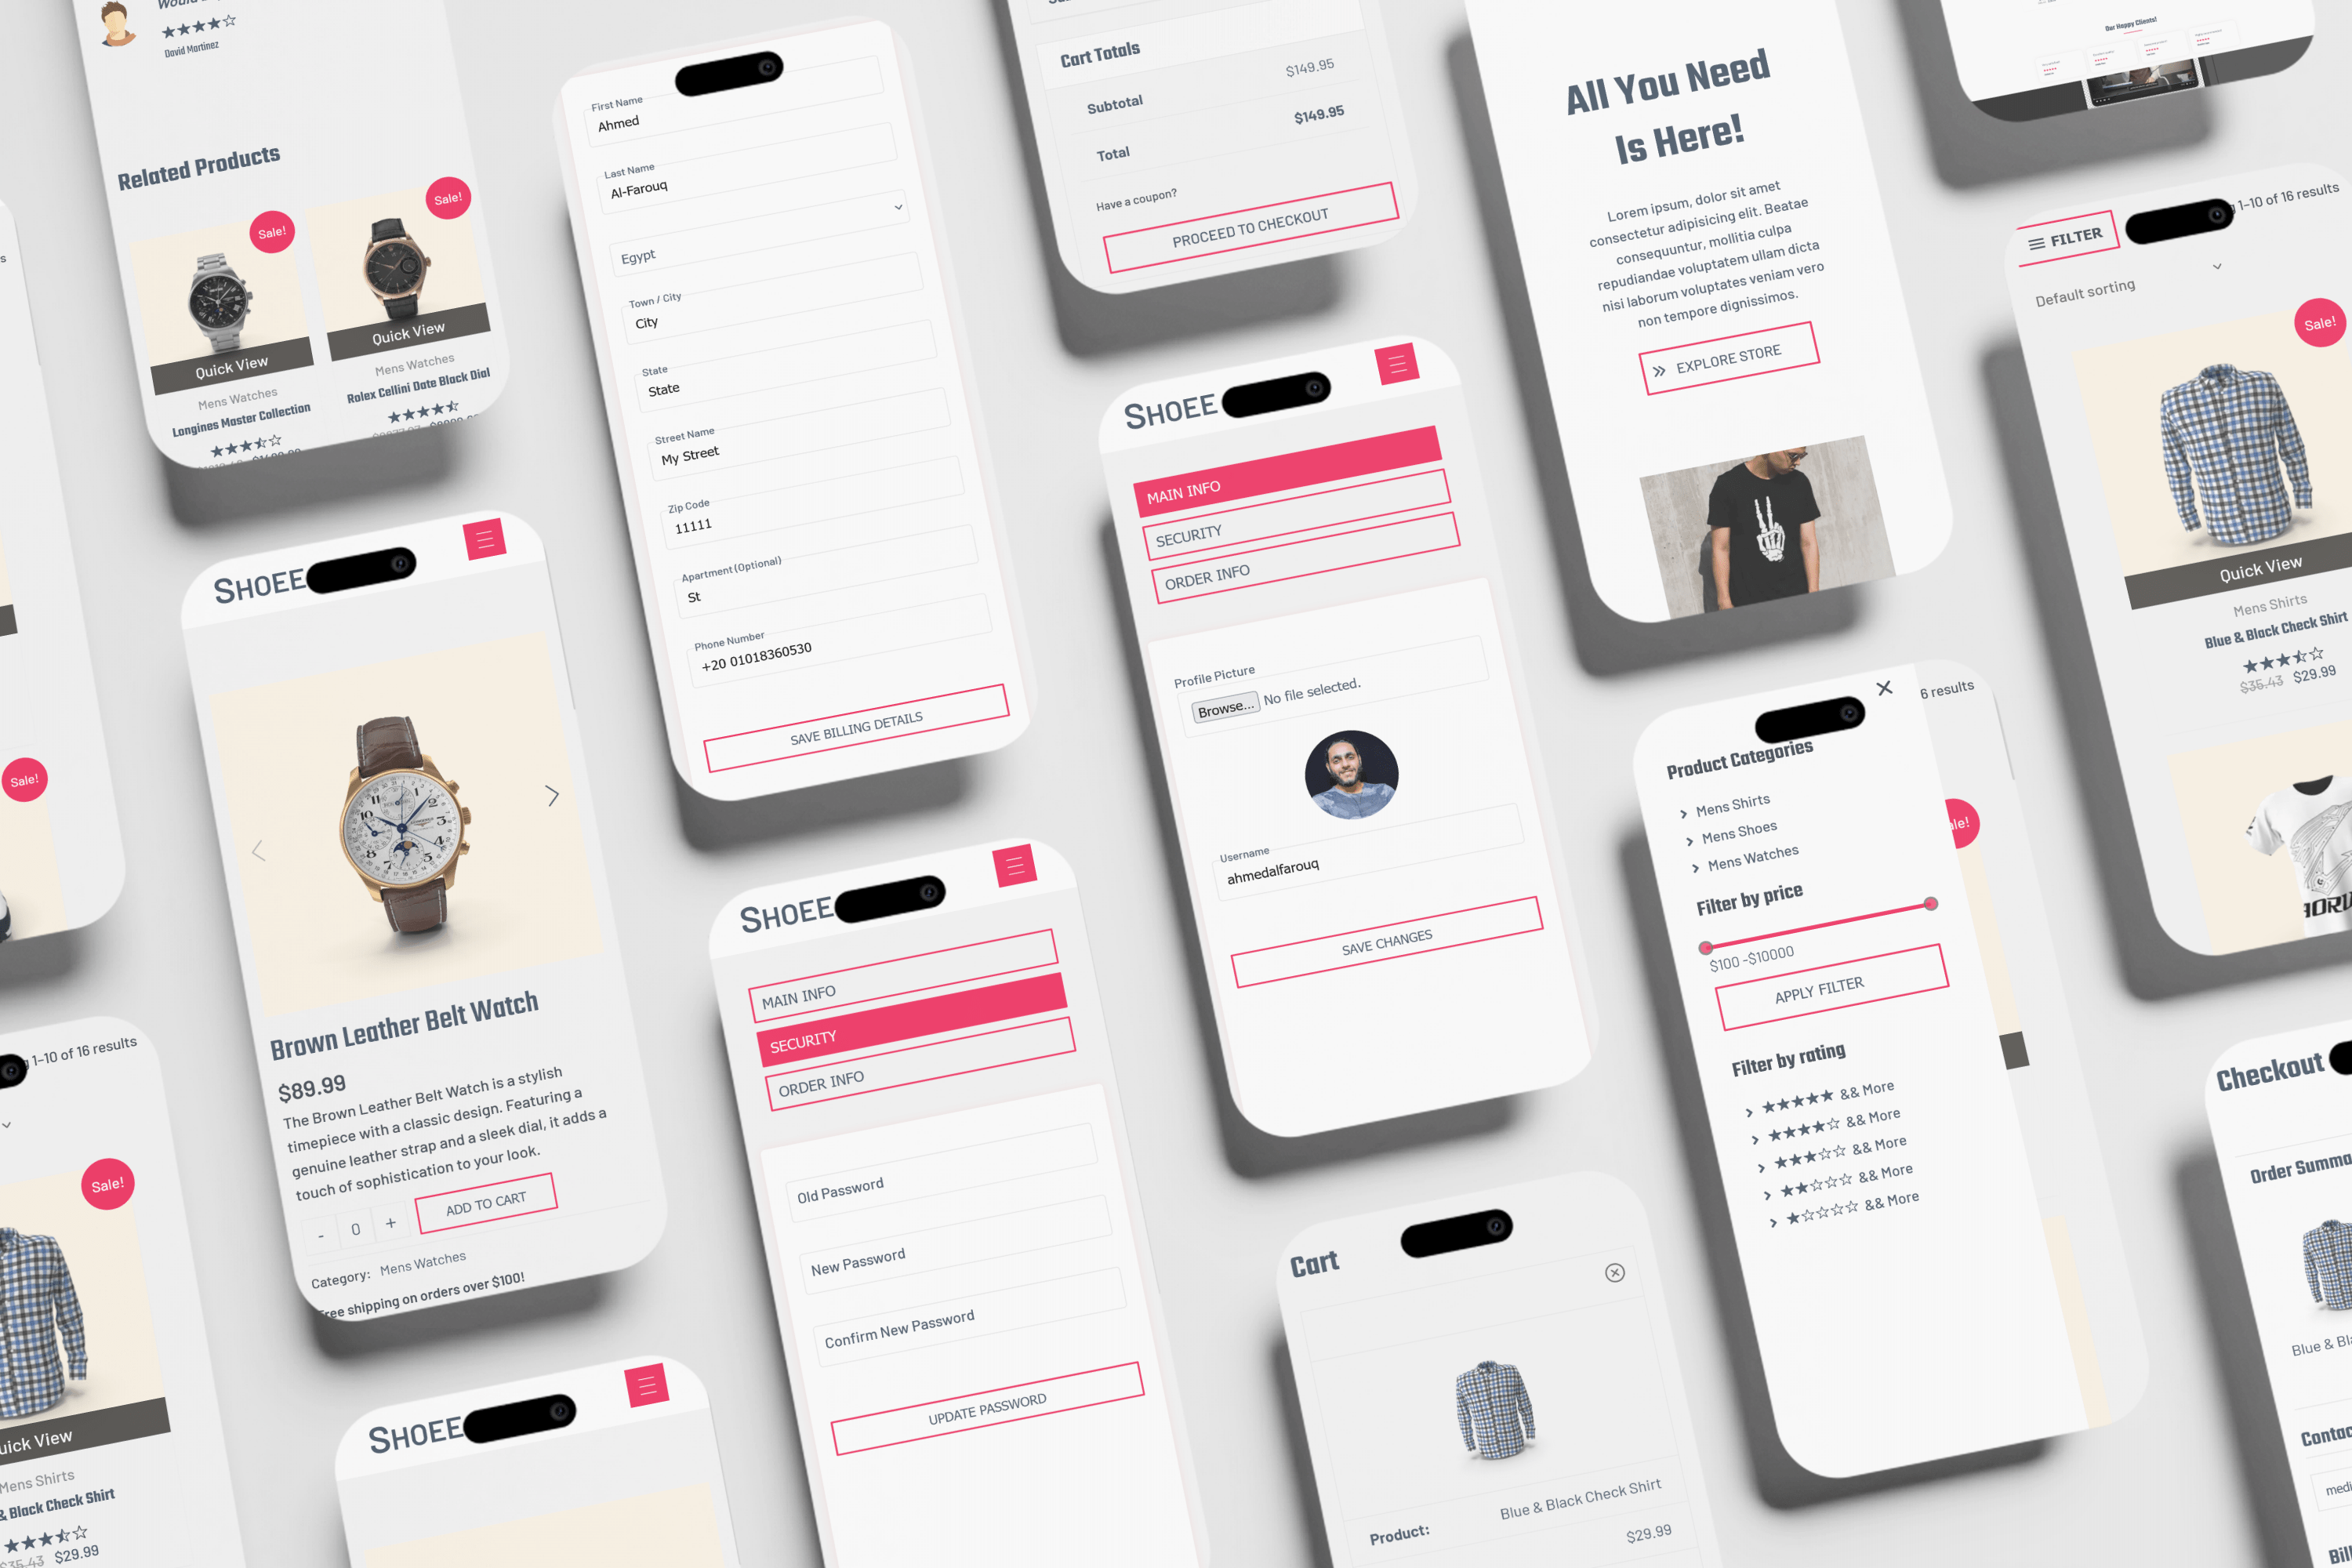 David Martinez
Related Products
Sale!
Sale!
Quick View
Quick View
Mens Watches
Longines Master Collection
Mens Watches
Rolex Cellini Date Black Dial
First Name
Ahmed
Last Name
Al-Farouq
Egypt
Town / City
City
State
State
Street Name
My Street
Zip Code
11111
Apartment (Optional)
St
Phone Number
+20 01018360530
SAVE BILLING DETAILS
Cart Totals
Subtotal $149.95
Total $149.95
Have a coupon?
PROCEED TO CHECKOUT
All You Need
Is Here!
Lorem ipsum, dolor sit amet
consectetur adipisicing elit. Beatae
consequuntur, mollitia culpa
repudiandae voluptatem ullam dicta
nisi laborum voluptates veniam vero
non tempore dignissimos.
EXPLORE STORE
Our Happy Clients!
FILTER
1–10 of 16 results
Default sorting
Sale!
Quick View
Mens Shirts
Blue & Black Check Shirt
$35.43 $29.99
SHOEE
Brown Leather Belt Watch
$89.99
The Brown Leather Belt Watch is a stylish
timepiece with a classic design. Featuring a
genuine leather strap and a sleek dial, it adds a
touch of sophistication to your look.
- 0 +
ADD TO CART
Category: Mens Watches
Free shipping on orders over $100!
SHOEE
MAIN INFO
SECURITY
ORDER INFO
Profile Picture
Browse... No file selected.
Username
ahmedalfarouq
SAVE CHANGES
SHOEE
MAIN INFO
SECURITY
ORDER INFO
Old Password
New Password
Confirm New Password
UPDATE PASSWORD
6 results
Product Categories
Mens Shirts
Mens Shoes
Mens Watches
Filter by price
$100 -$10000
APPLY FILTER
Filter by rating
&& More
&& More
&& More
&& More
&& More
Cart
Product: Blue & Black Check Shirt
$29.99
Checkout
Order Summa
Blue & Bla
Contac
medi
Bill
Sale!
1–10 of 16 results
Sale!
Quick View
Mens Shirts
& Black Check Shirt
$35.43 $29.99
SHOEE